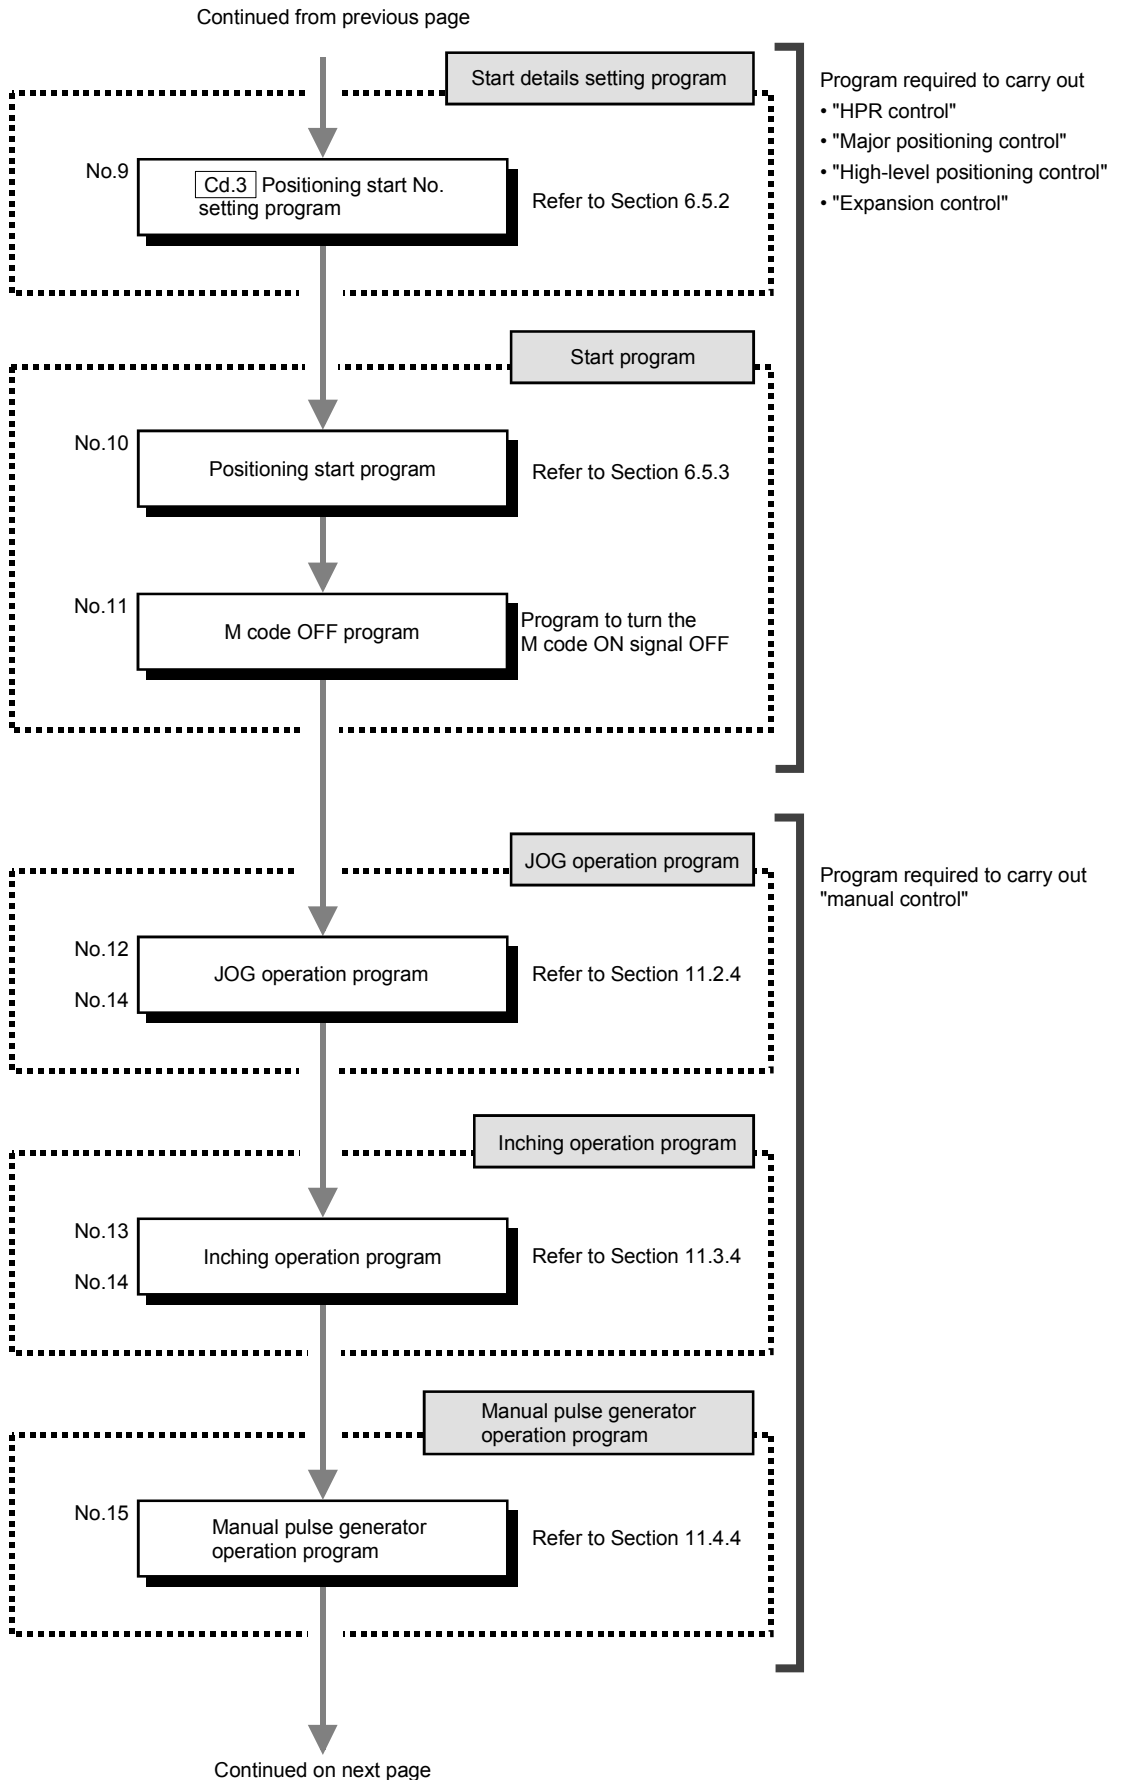 Continued from previous page
Start details setting program
Program required to carry out
• "HPR control"
• "Major positioning control"
• "High-level positioning control"
• "Expansion control"
No.9
Cd.3 Positioning start No.
setting program
Refer to Section 6.5.2
Start program
No.10
Positioning start program
Refer to Section 6.5.3
No.11
M code OFF program
Program to turn the
M code ON signal OFF
JOG operation program
Program required to carry out
"manual control"
No.12
JOG operation program
Refer to Section 11.2.4
No.14
Inching operation program
No.13
Inching operation program
Refer to Section 11.3.4
No.14
Manual pulse generator
operation program
No.15
Manual pulse generator
operation program
Refer to Section 11.4.4
Continued on next page